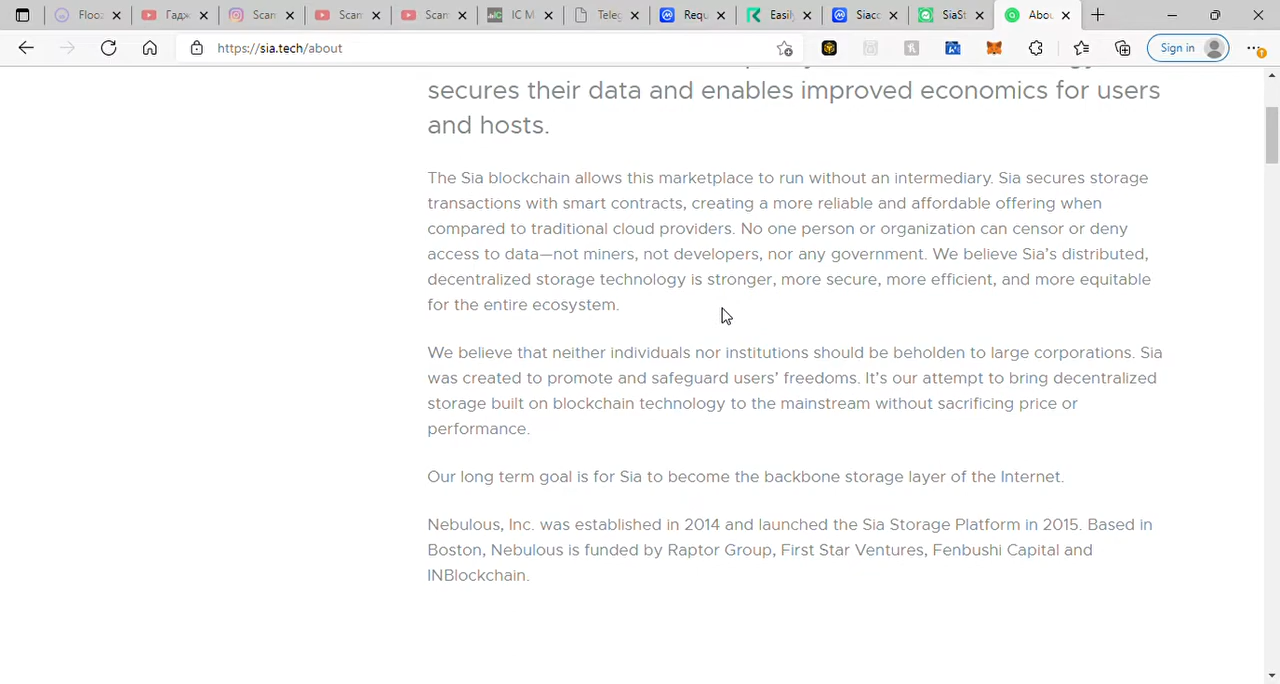 Flooz
Гадж
Scam
Scam
Scam
IC M
Teleg
Requ
Easily
Siaco
SiaSt
Abou
https://sia.tech/about
Sign in
secures their data and enables improved economics for users
and hosts.
The Sia blockchain allows this marketplace to run without an intermediary. Sia secures storage
transactions with smart contracts, creating a more reliable and affordable offering when
compared to traditional cloud providers. No one person or organization can censor or deny
access to data—not miners, not developers, nor any government. We believe Sia's distributed,
decentralized storage technology is stronger, more secure, more efficient, and more equitable
for the entire ecosystem.
We believe that neither individuals nor institutions should be beholden to large corporations. Sia
was created to promote and safeguard users' freedoms. It's our attempt to bring decentralized
storage built on blockchain technology to the mainstream without sacrificing price or
performance.
Our long term goal is for Sia to become the backbone storage layer of the Internet.
Nebulous, Inc. was established in 2014 and launched the Sia Storage Platform in 2015. Based in
Boston, Nebulous is funded by Raptor Group, First Star Ventures, Fenbushi Capital and
INBlockchain.